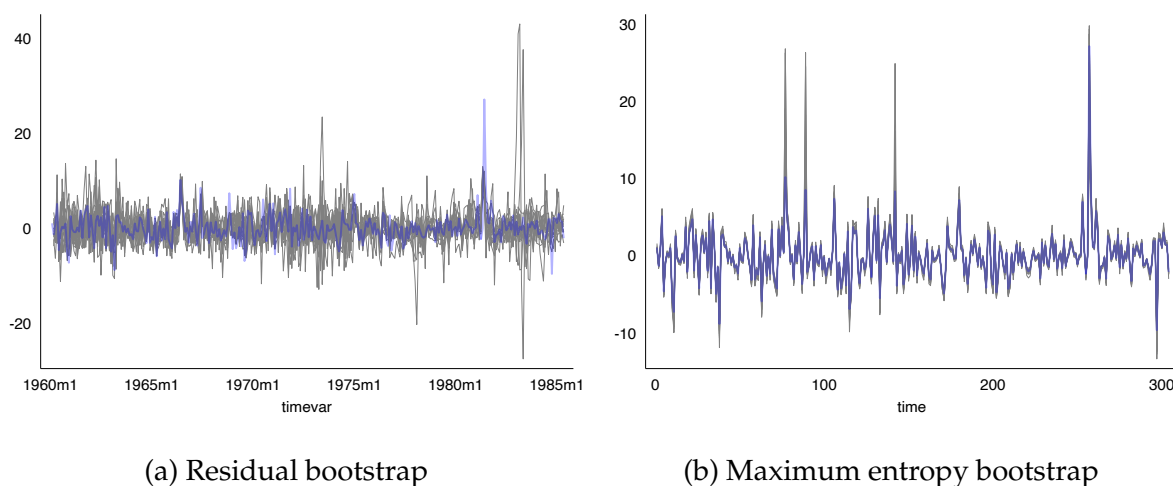 40
20
0
-20
1960m1 1965m1 1970m1 1975m1 1980m1 1985m1
timevar
(a) Residual bootstrap
30
20
10
0
-10
0 100 200 300
time
(b) Maximum entropy bootstrap